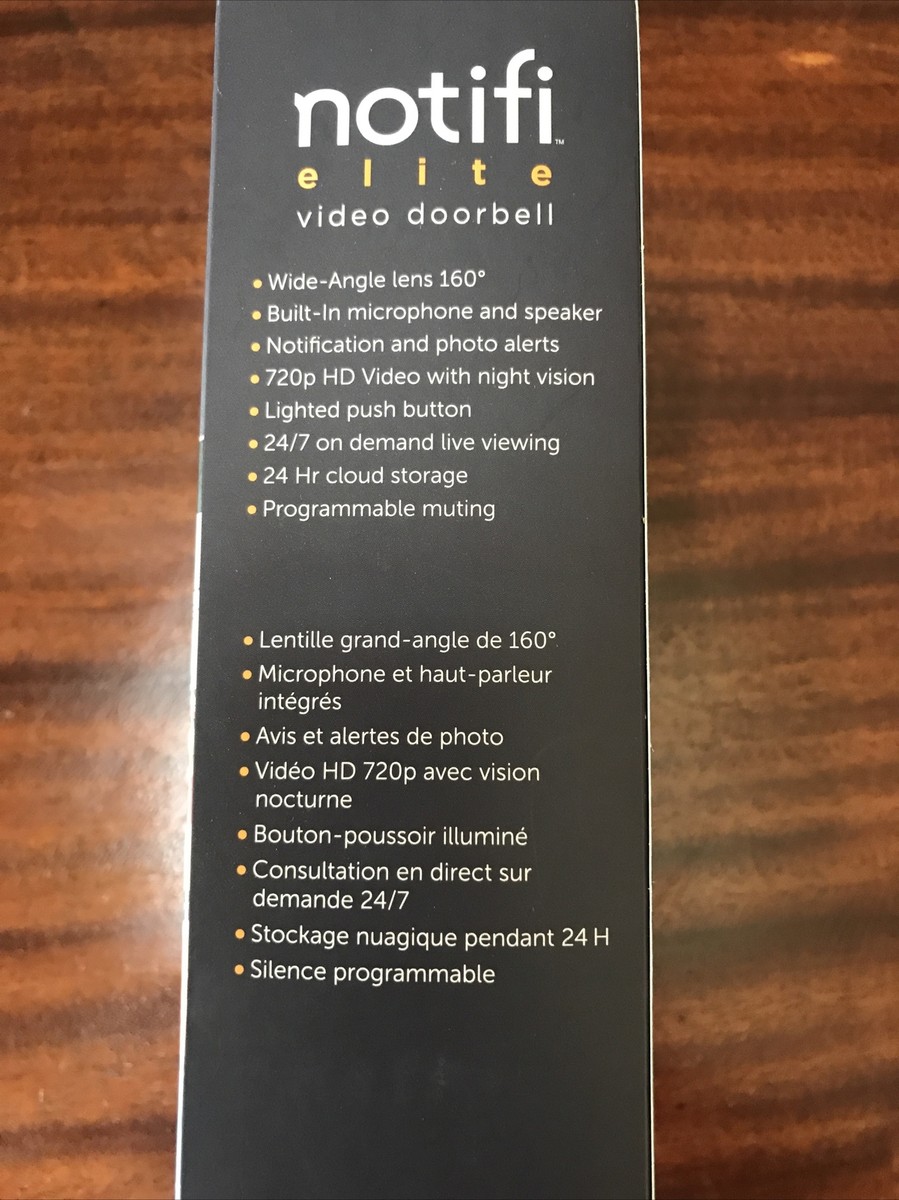 notifi™
elite
video doorbell
• Wide-Angle lens 160°
• Built-In microphone and speaker
• Notification and photo alerts
• 720p HD Video with night vision
• Lighted push button
• 24/7 on demand live viewing
• 24 Hr cloud storage
• Programmable muting
• Lentille grand-angle de 160°
• Microphone et haut-parleur
intégrés
• Avis et alertes de photo
• Vidéo HD 720p avec vision
nocturne
• Bouton-poussoir illuminé
• Consultation en direct sur
demande 24/7
• Stockage nuagique pendant 24 H
• Silence programmable